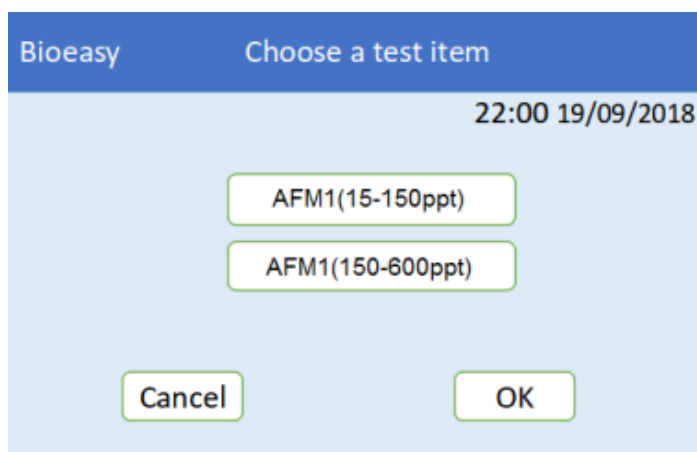 Bioeasy Choose a test item
22:00 19/09/2018
AFM1(15-150ppt)
AFM1(150-600ppt)
Cancel OK